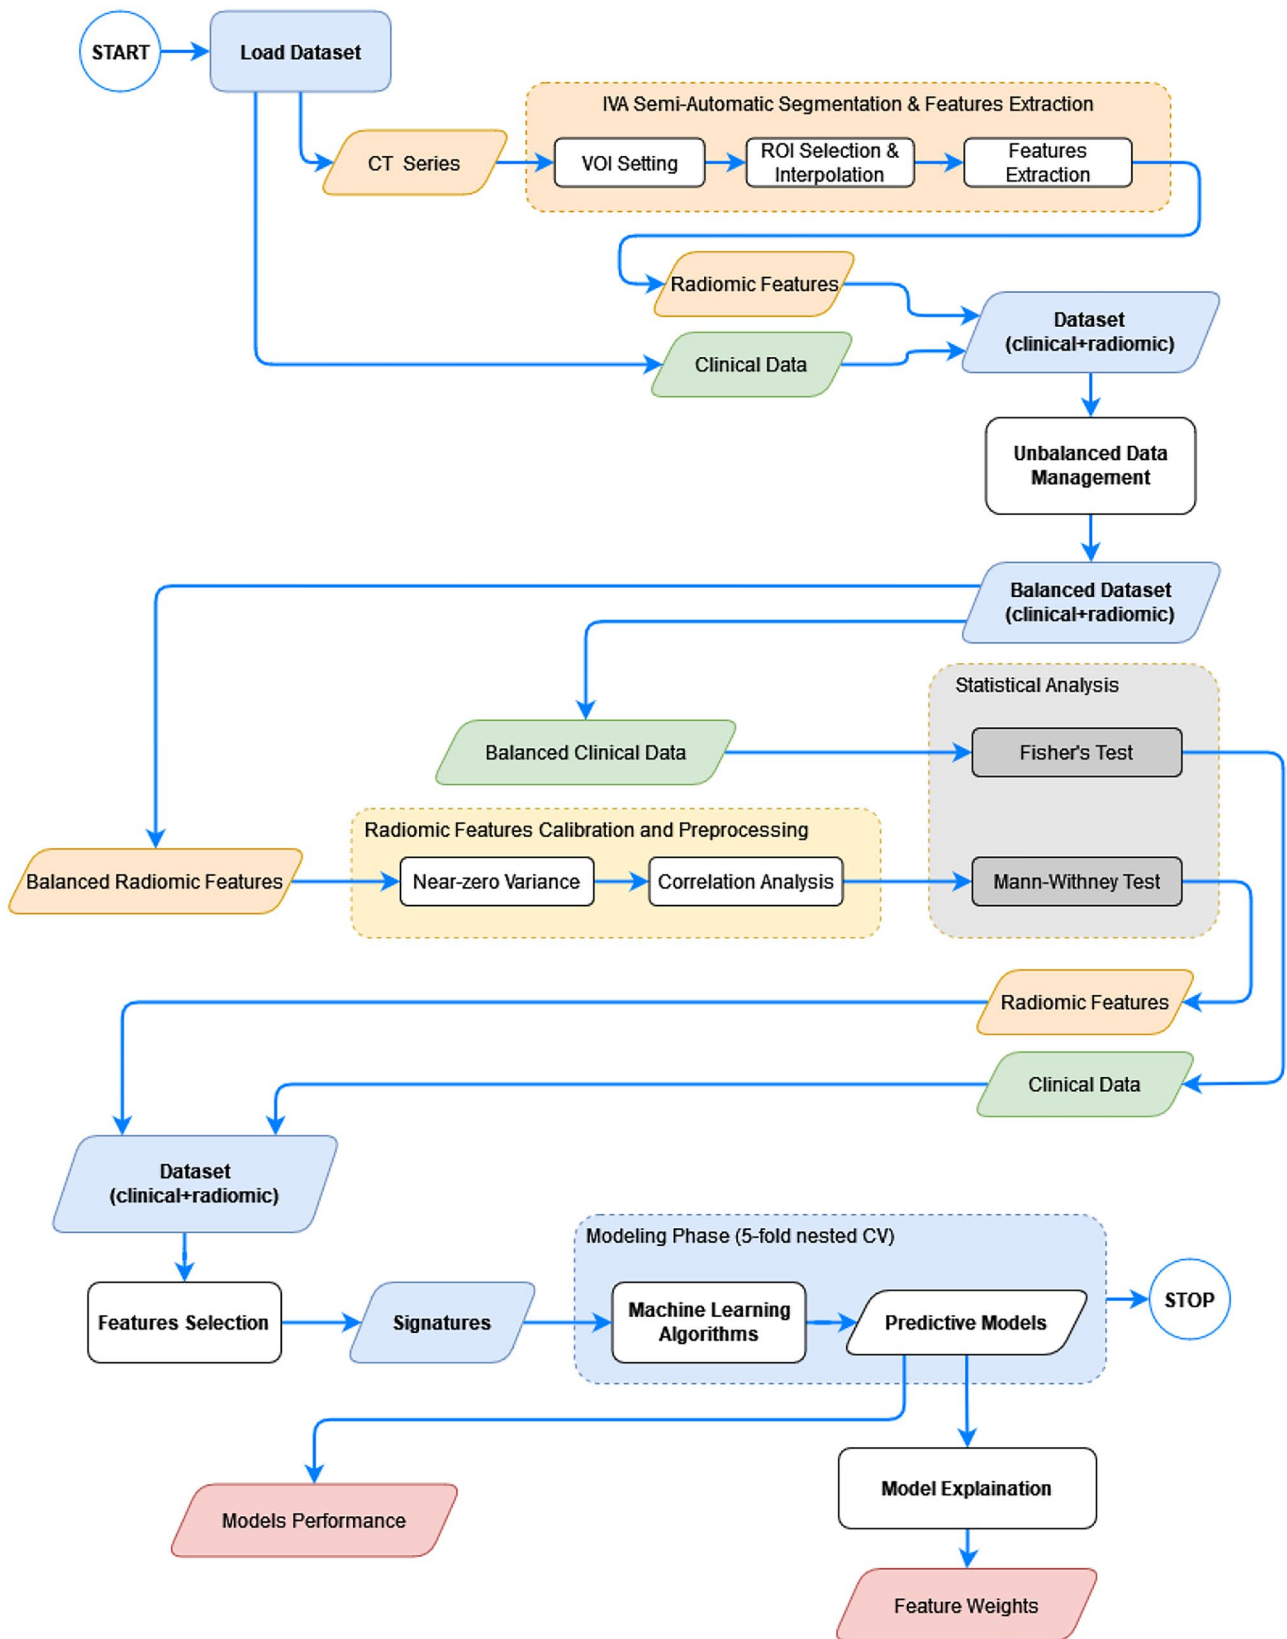 START
Load Dataset
IVA Semi-Automatic Segmentation & Features Extraction
CT Series
VOI Setting
ROI Selection &
Interpolation
Features
Extraction
Radiomic Features
Dataset
(clinical+radiomic)
Clinical Data
Unbalanced Data
Management
Balanced Dataset
(clinical+radiomic)
Statistical Analysis
Balanced Clinical Data
Fisher's Test
Radiomic Features Calibration and Preprocessing
Balanced Radiomic Features
Near-zero Variance
Correlation Analysis
Mann-Withney Test
Radiomic Features
Clinical Data
Dataset
(clinical+radiomic)
Modeling Phase (5-fold nested CV)
Features Selection
Signatures
Machine Learning
Algorithms
Predictive Models
STOP
Model Explaination
Models Performance
Feature Weights